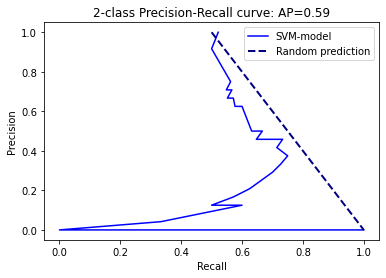 2-class Precision-Recall curve: AP=0.59
SVM-model
Random prediction
Precision
1.0
0.8
0.6
0.4
0.2
0.0
0.0 0.2 0.4 0.6 0.8 1.0
Recall